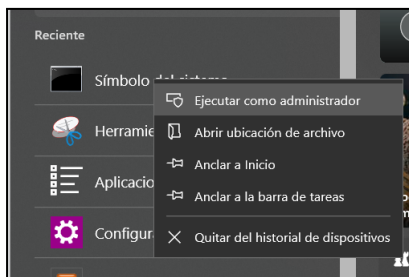 Reciente
Símbolo del sistema
Ejecutar como administrador
Abrir ubicación de archivo
Anclar a Inicio
Anclar a la barra de tareas
Quitar del historial de dispositivos